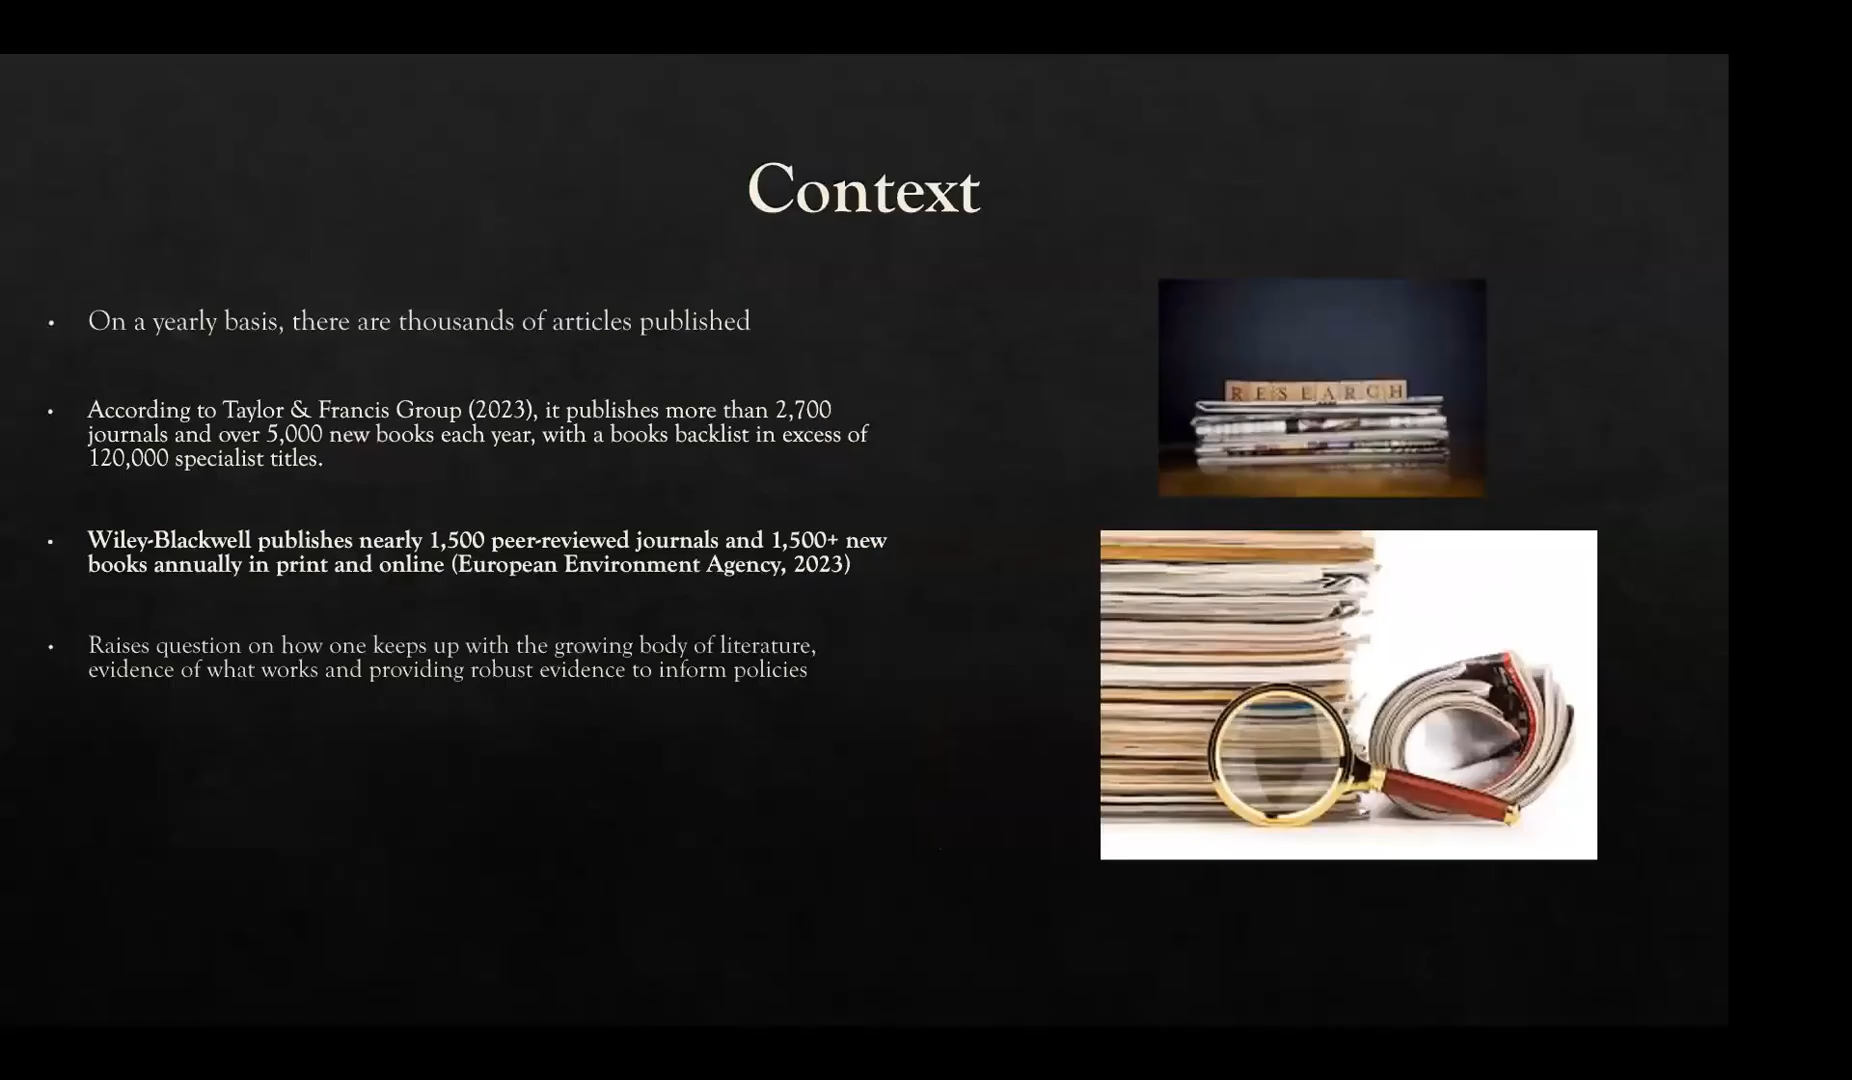 Context
• On a yearly basis, there are thousands of articles published
• According to Taylor & Francis Group (2023), it publishes more than 2,700
journals and over 5,000 new books each year, with a books backlist in excess of
120,000 specialist titles.
• Wiley-Blackwell publishes nearly 1,500 peer-reviewed journals and 1,500+ new
books annually in print and online (European Environment Agency, 2023)
• Raises question on how one keeps up with the growing body of literature,
evidence of what works and providing robust evidence to inform policies
RESEARCH